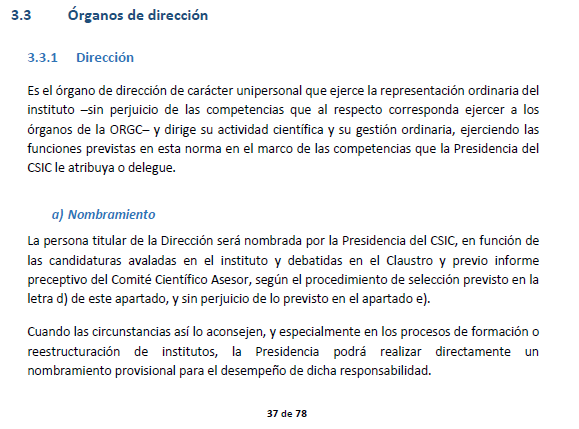 3.3 Órganos de dirección
3.3.1 Dirección
Es el órgano de dirección de carácter unipersonal que ejerce la representación ordinaria del
instituto –sin perjuicio de las competencias que al respecto corresponda ejercer a los
órganos de la ORGC– y dirige su actividad científica y su gestión ordinaria, ejerciendo las
funciones previstas en esta norma en el marco de las competencias que la Presidencia del
CSIC le atribuya o delegue.
a) Nombramiento
La persona titular de la Dirección será nombrada por la Presidencia del CSIC, en función de
las candidaturas avaladas en el instituto y debatidas en el Claustro y previo informe
preceptivo del Comité Científico Asesor, según el procedimiento de selección previsto en la
letra d) de este apartado, y sin perjuicio de lo previsto en el apartado e).
Cuando las circunstancias así lo aconsejen, y especialmente en los procesos de formación o
reestructuración de institutos, la Presidencia podrá realizar directamente un
nombramiento provisional para el desempeño de dicha responsabilidad.
37 de 78